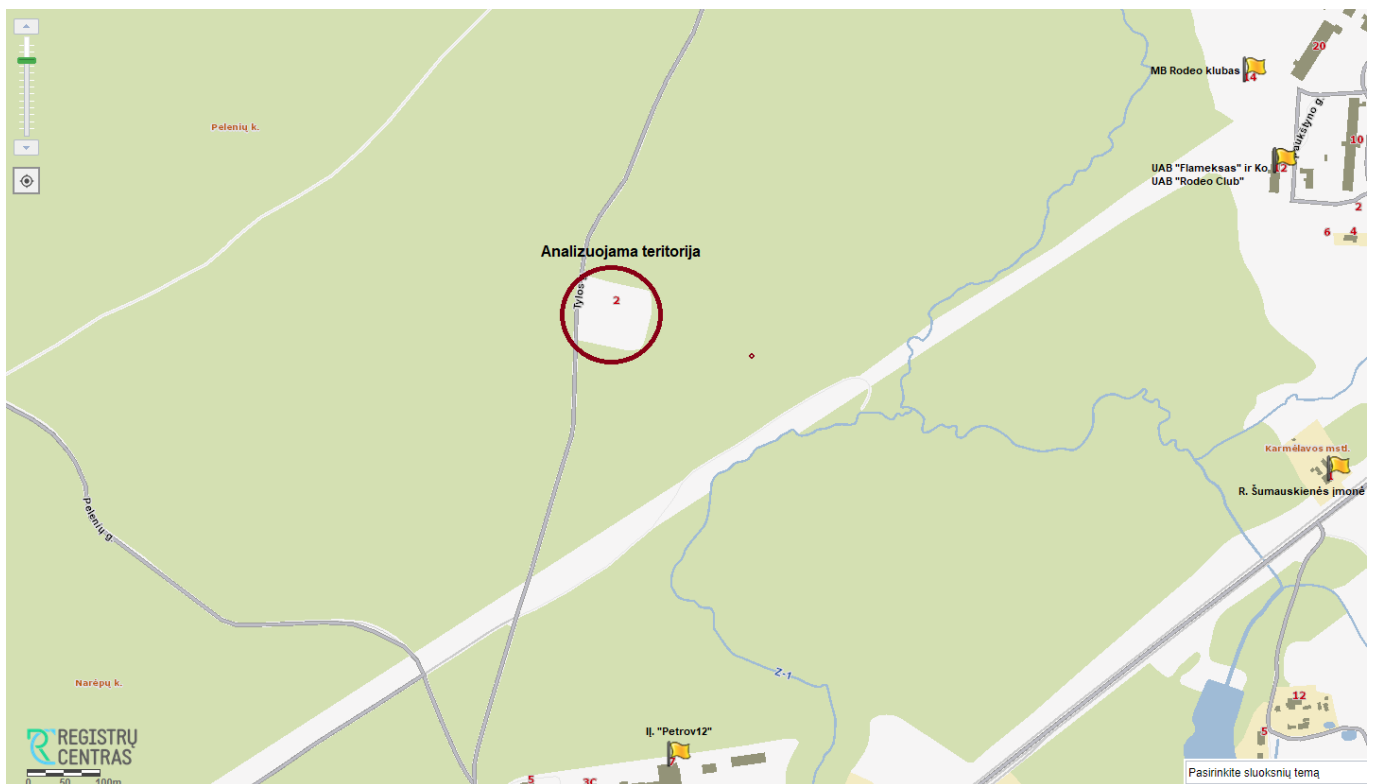 20
MB Rodeo klubas
14
Paukštyno g.
Pelenių k.
10
UAB "Flameksas" ir Ko, 12
UAB "Rodeo Club"
2
6
4
Analizuojama teritorija
2
Tylos
Karmėlavos mstl.
R. Šumauskienės įmonė
Pelenių g.
Z-1
Narėpų k.
12
5
REGISTRŲ
CENTRAS
IĮ. "Petrov12"
7
5
3C
0 50 100m
Pasirinkite sluoksnių temą